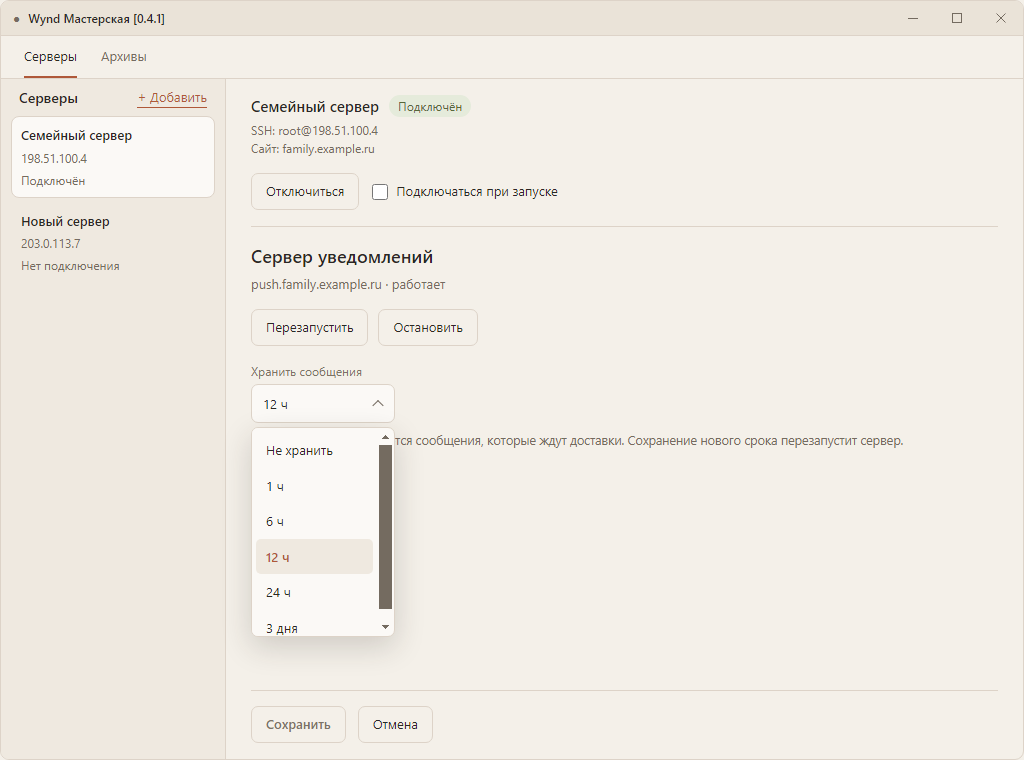 Wynd Мастерская [0.4.1]
Серверы
Архивы
Серверы
+ Добавить
Семейный сервер
198.51.100.4
Подключён
Новый сервер
203.0.113.7
Нет подключения
Семейный сервер Подключён
SSH: root@198.51.100.4
Сайт: family.example.ru
Отключиться
Подключаться при запуске
Сервер уведомлений
push.family.example.ru · работает
Перезапустить
Остановить
Хранить сообщения
12 ч
сообщения, которые ждут доставки. Сохранение нового срока перезапустит сервер.
Не хранить
1 ч
6 ч
12 ч
24 ч
3 дня
Сохранить
Отмена